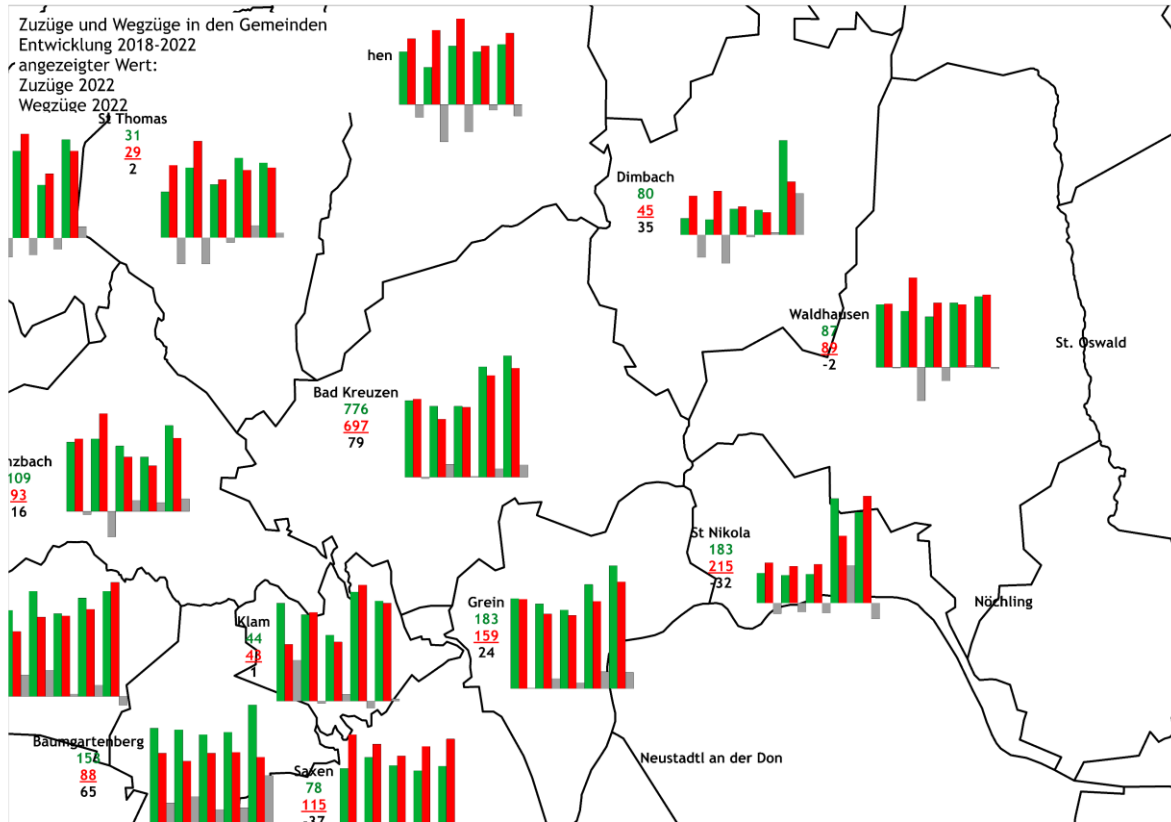 Zuzüge und Wegzüge in den Gemeinden
Entwicklung 2018-2022
angezeigter Wert:
Zuzüge 2022
Wegzüge 2022
hen
St Thomas
31
29
2
Dimbach
80
45
35
Waldhausen
87
89
-2
St. Oswald
Bad Kreuzen
776
697
79
nzbach
109
93
16
St Nikola
183
215
-32
Nöchling
Grein
183
159
24
Klam
44
43
1
Baumgartenberg
153
88
65
Saxen
78
115
-37
Neustadtl an der Don